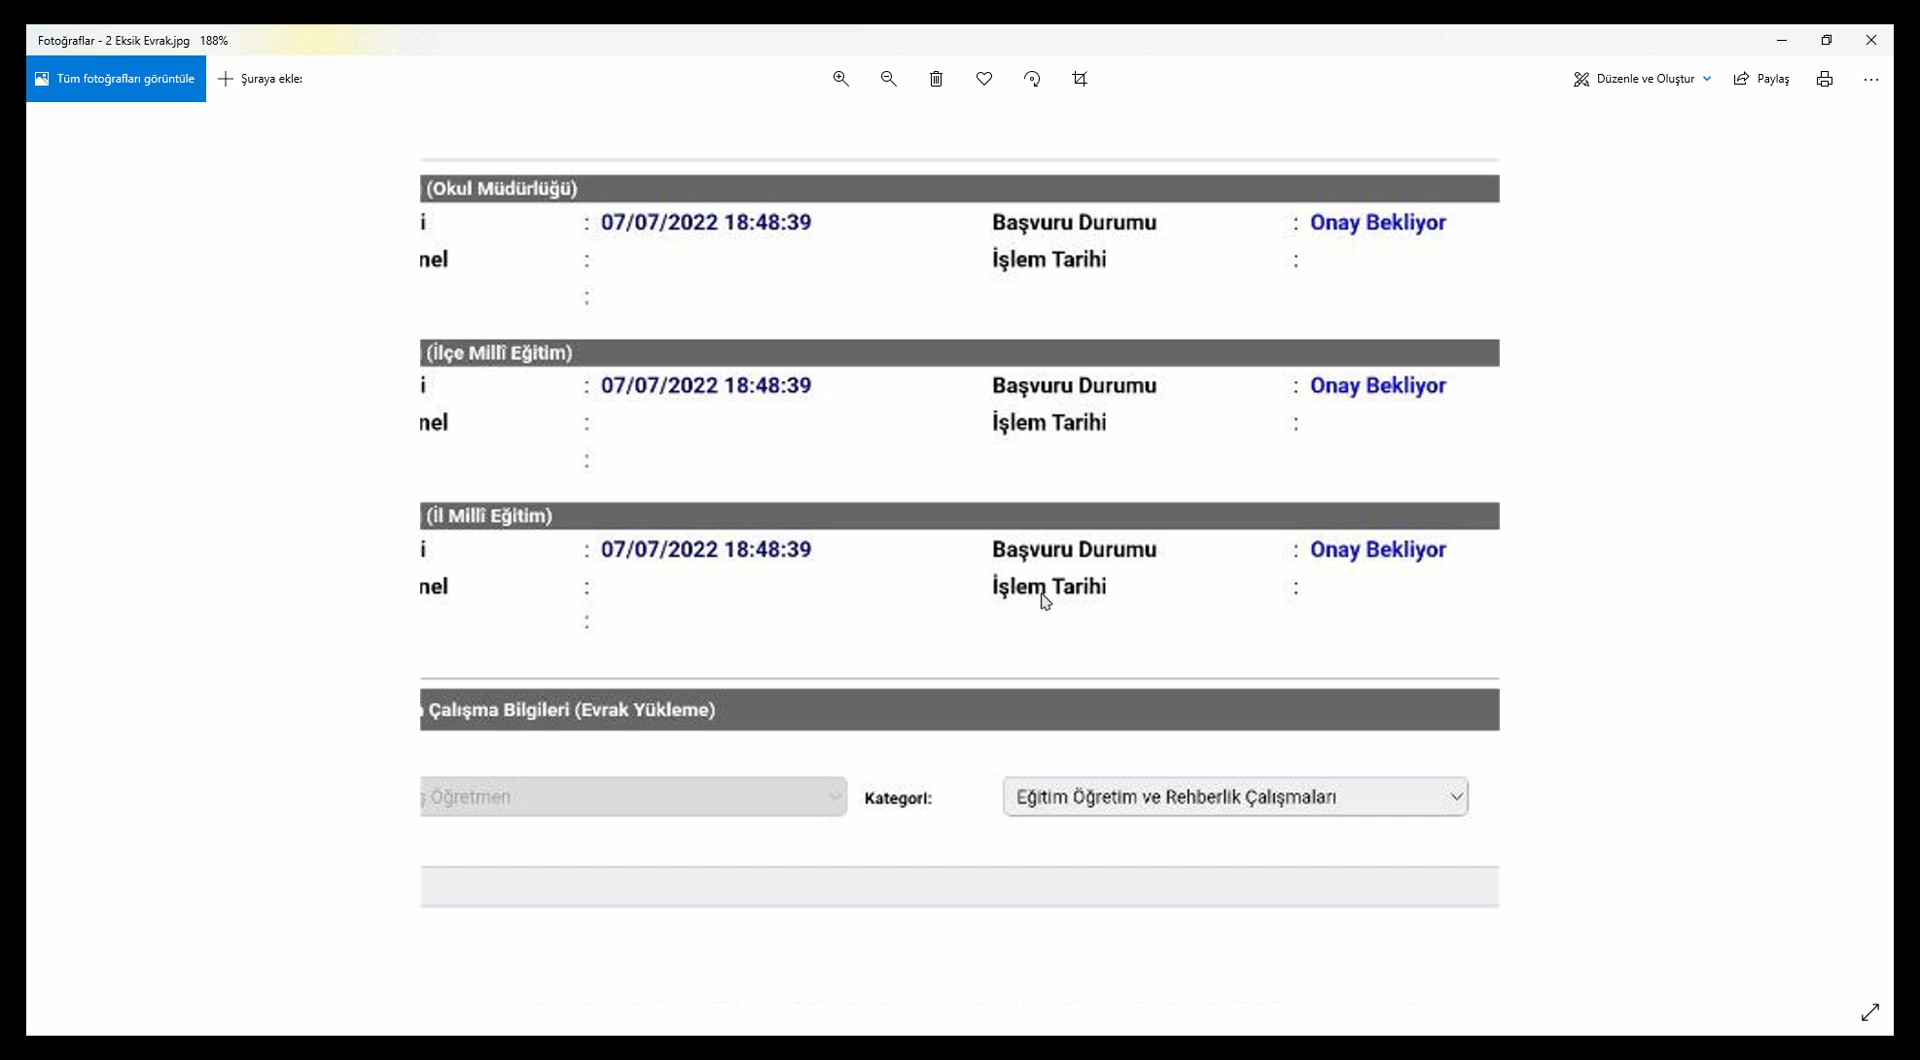 Fotoğraflar - 2 Eksik Evrak.jpg 188%
Tüm fotoğrafları görüntüle Şuraya ekle: Düzenle ve Oluştur Paylaş
(Okul Müdürlüğü)
: 07/07/2022 18:48:39 Başvuru Durumu : Onay Bekliyor
nel : İşlem Tarihi :
:
(İlçe Millî Eğitim)
: 07/07/2022 18:48:39 Başvuru Durumu : Onay Bekliyor
nel : İşlem Tarihi :
:
(İl Millî Eğitim)
: 07/07/2022 18:48:39 Başvuru Durumu : Onay Bekliyor
nel : İşlem Tarihi :
:
Çalışma Bilgileri (Evrak Yükleme)
ş Öğretmen Kategori: Eğitim Öğretim ve Rehberlik Çalışmaları